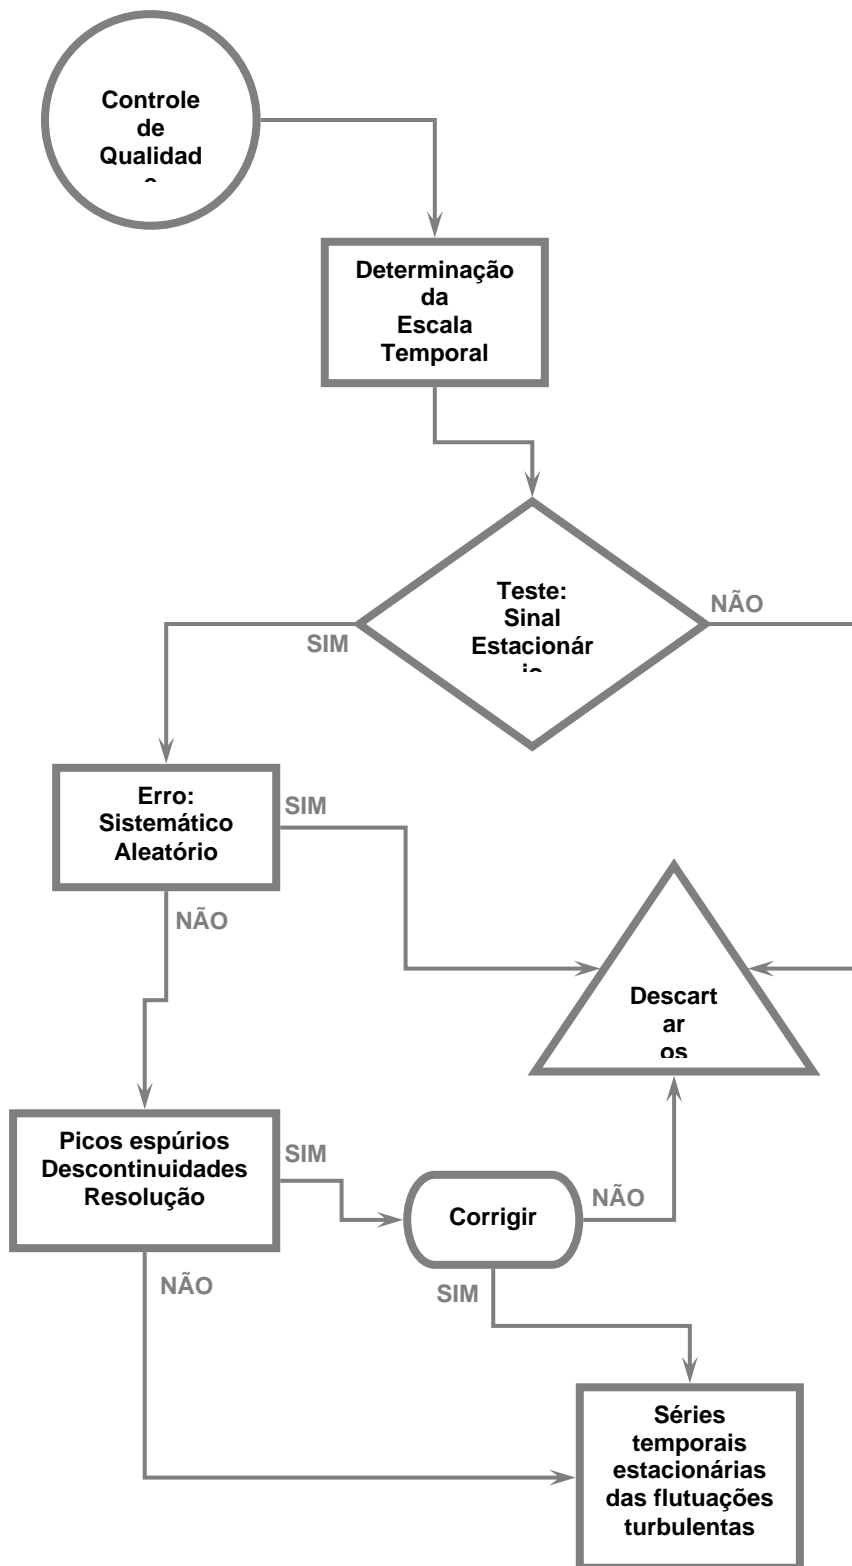 Controle
de
Qualidad
Determinação
da
Escala
Temporal
Teste:
Sinal
Estacionár
io
NÃO
SIM
Erro:
Sistemático
Aleatório
SIM
NÃO
Descart
ar
os
Picos espúrios
Descontinuidades
Resolução
SIM
Corrigir
NÃO
NÃO
SIM
Séries
temporais
estacionárias
das flutuações
turbulentas